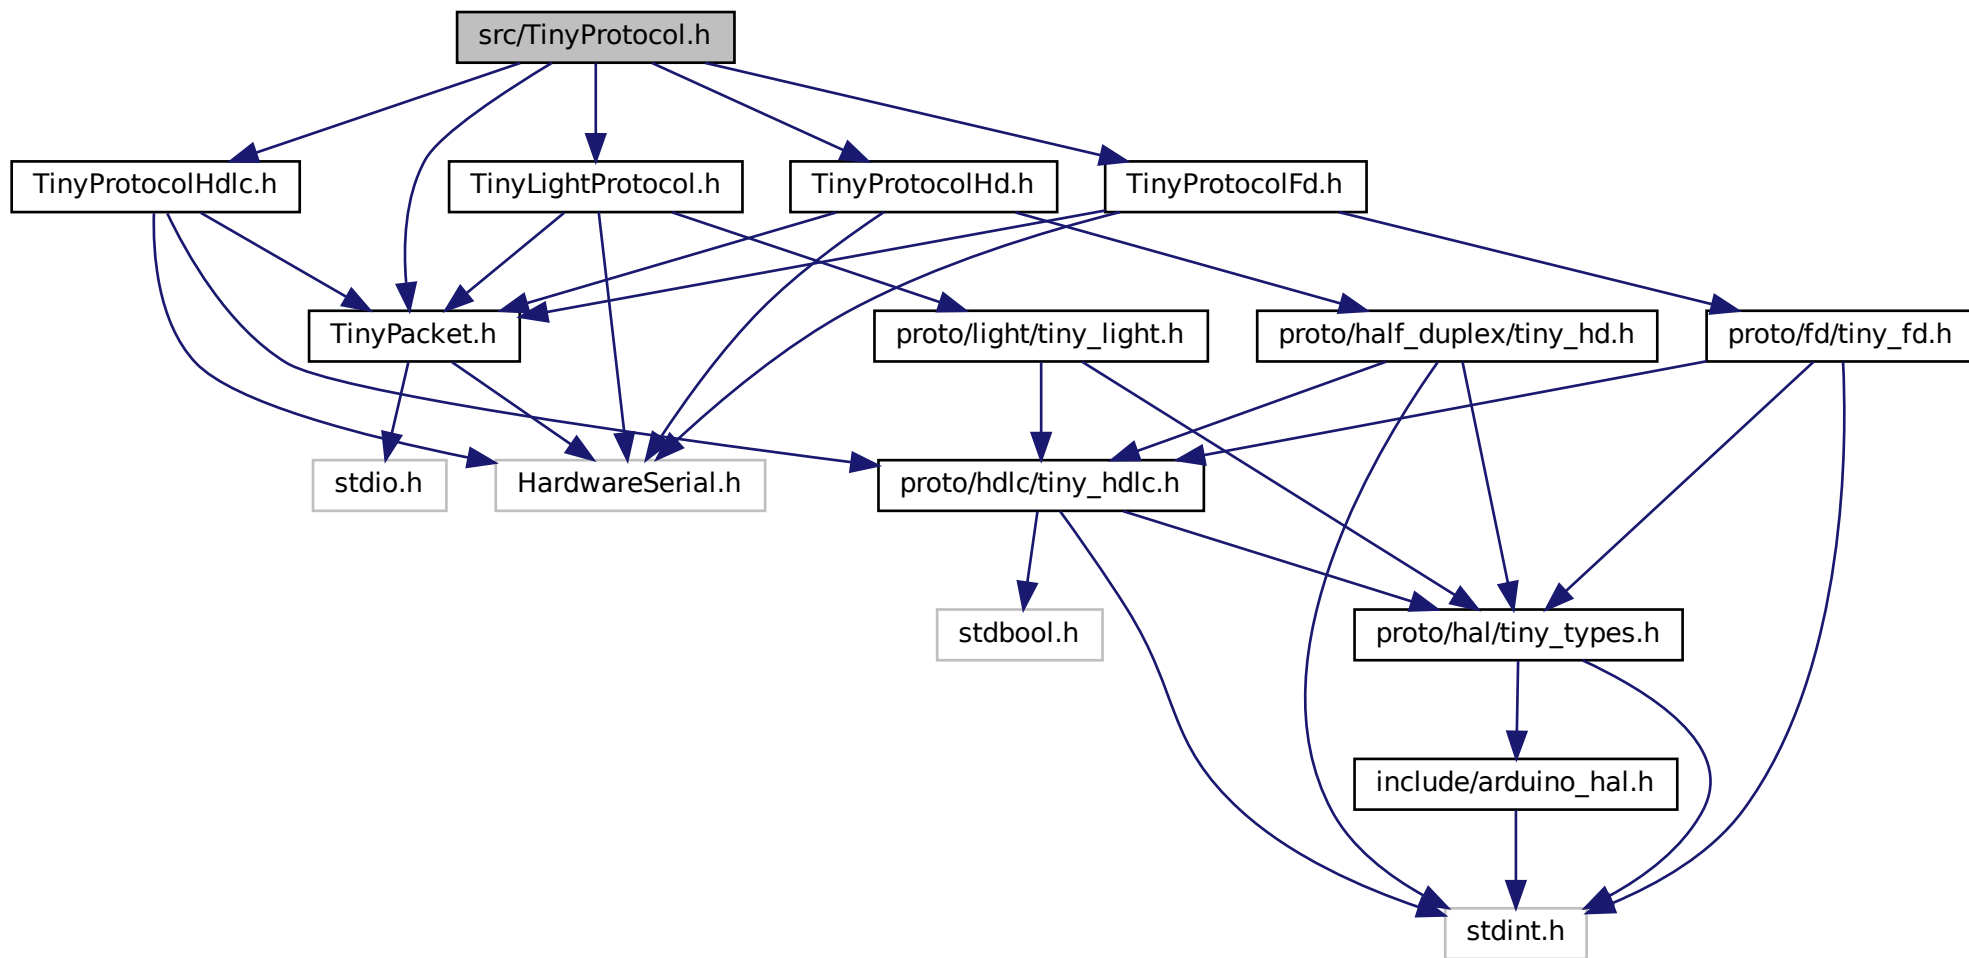 src/TinyProtocol.h
TinyProtocolHdlc.h
TinyLightProtocol.h
TinyProtocolHd.h
TinyProtocolFd.h
TinyPacket.h
proto/light/tiny_light.h
proto/half_duplex/tiny_hd.h
proto/fd/tiny_fd.h
stdio.h
HardwareSerial.h
proto/hdlc/tiny_hdlc.h
stdbool.h
proto/hal/tiny_types.h
include/arduino_hal.h
stdint.h